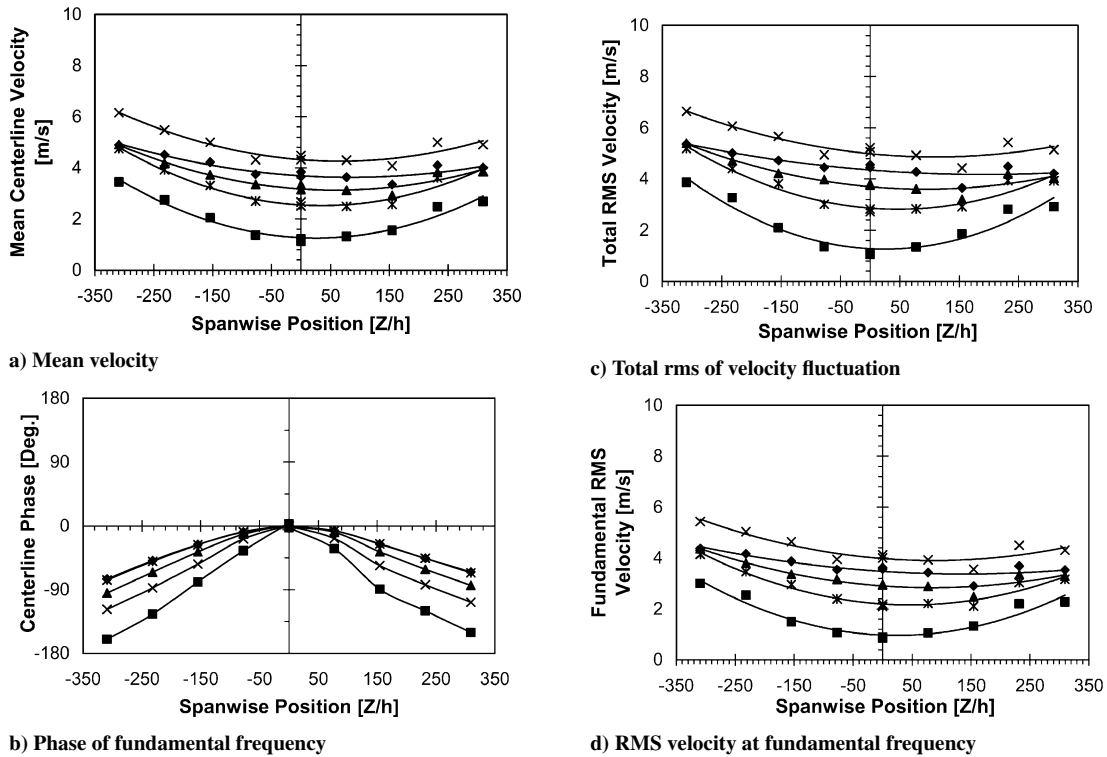 10
8
6
4
2
0
-350 -250 -150 -50 50 150 250 350
Mean Centerline Velocity
[m/s]
Spanwise Position [Z/h]
a) Mean velocity
180
90
0
-90
-180
-350 -250 -150 -50 50 150 250 350
Centerline Phase [Deg.]
Spanwise Position [Z/h]
b) Phase of fundamental frequency
10
8
6
4
2
0
-350 -250 -150 -50 50 150 250 350
Total RMS Velocity [m/s]
Spanwise Position [Z/h]
c) Total rms of velocity fluctuation
10
8
6
4
2
0
-350 -250 -150 -50 50 150 250 350
Fundamental RMS
Velocity [m/s]
Spanwise Position [Z/h]
d) RMS velocity at fundamental frequency